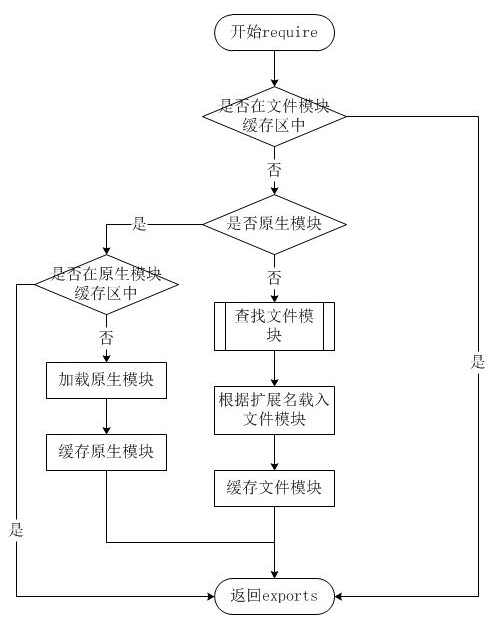 开始require
是否在文件模块
缓存区中
否
是
是否原生模块
是否在原生模块
缓存区中
否
查找文件模
块
是
否
加载原生模块
根据扩展名载入
文件模块
缓存原生模块
缓存文件模块
是
返回exports